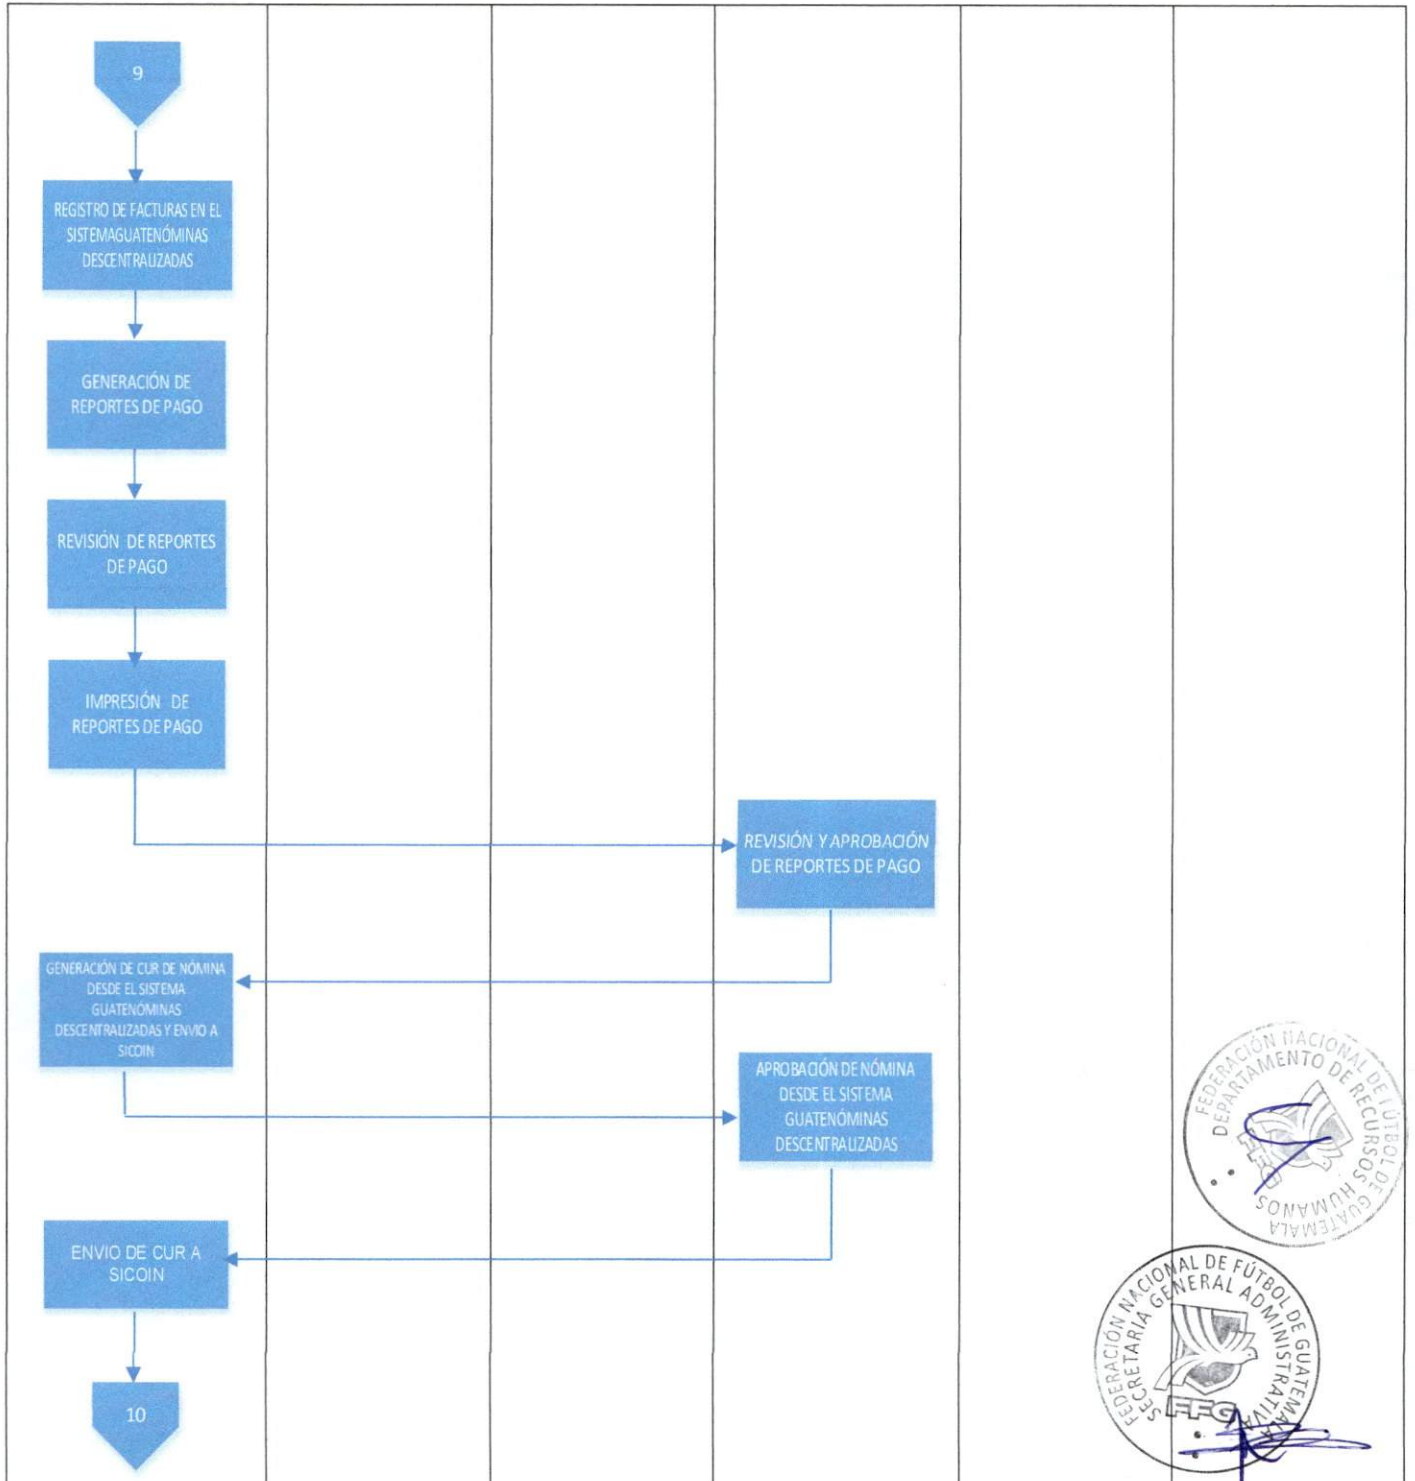 9
REGISTRO DE FACTURAS EN EL
SISTEMAGUATENÓMINAS
DESCENTRALIZADAS
GENERACIÓN DE
REPORTES DE PAGO
REVISIÓN DE REPORTES
DE PAGO
IMPRESIÓN DE
REPORTES DE PAGO
REVISIÓN Y APROBACIÓN
DE REPORTES DE PAGO
GENERACIÓN DE CUR DE NÓMINA
DESDE EL SISTEMA
GUATENÓMINAS
DESCENTRALIZADAS Y ENVIO A
SICOIN
APROBACIÓN DE NÓMINA
DESDE EL SISTEMA
GUATENÓMINAS
DESCENTRALIZADAS
ENVIO DE CUR A
SICOIN
10
FEDERACIÓN NACIONAL DE FÚTBOL DE GUATEMALA
DEPARTAMENTO DE RECURSOS HUMANOS
FFG
FEDERACIÓN NACIONAL DE FÚTBOL DE GUATEMALA
SECRETARIA GENERAL ADMINISTRATIVA
FFG